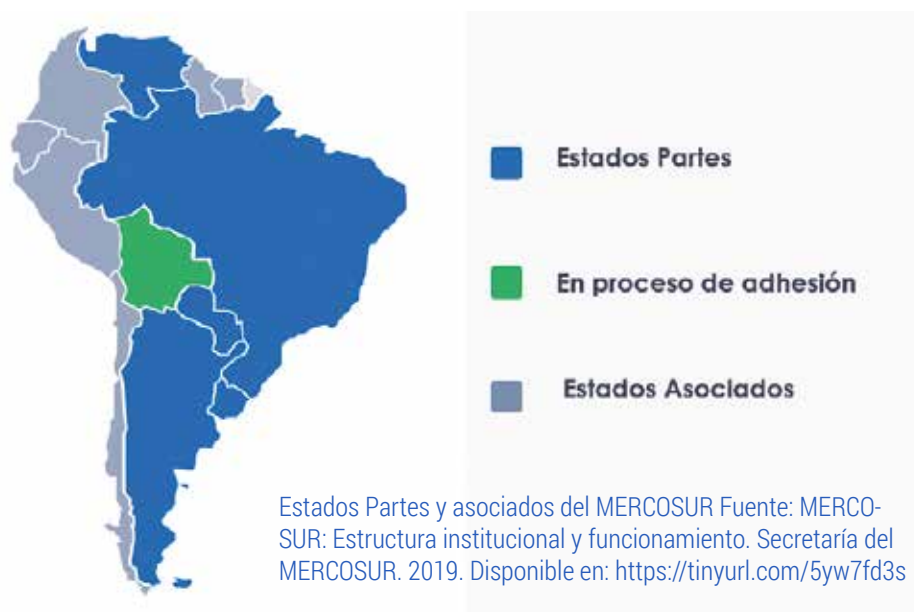 Estados Partes
En proceso de adhesión
Estados Asociados
Estados Partes y asociados del MERCOSUR Fuente: MERCO-
SUR: Estructura institucional y funcionamiento. Secretaría del
MERCOSUR. 2019. Disponible en: https://tinyurl.com/5yw7fd3s